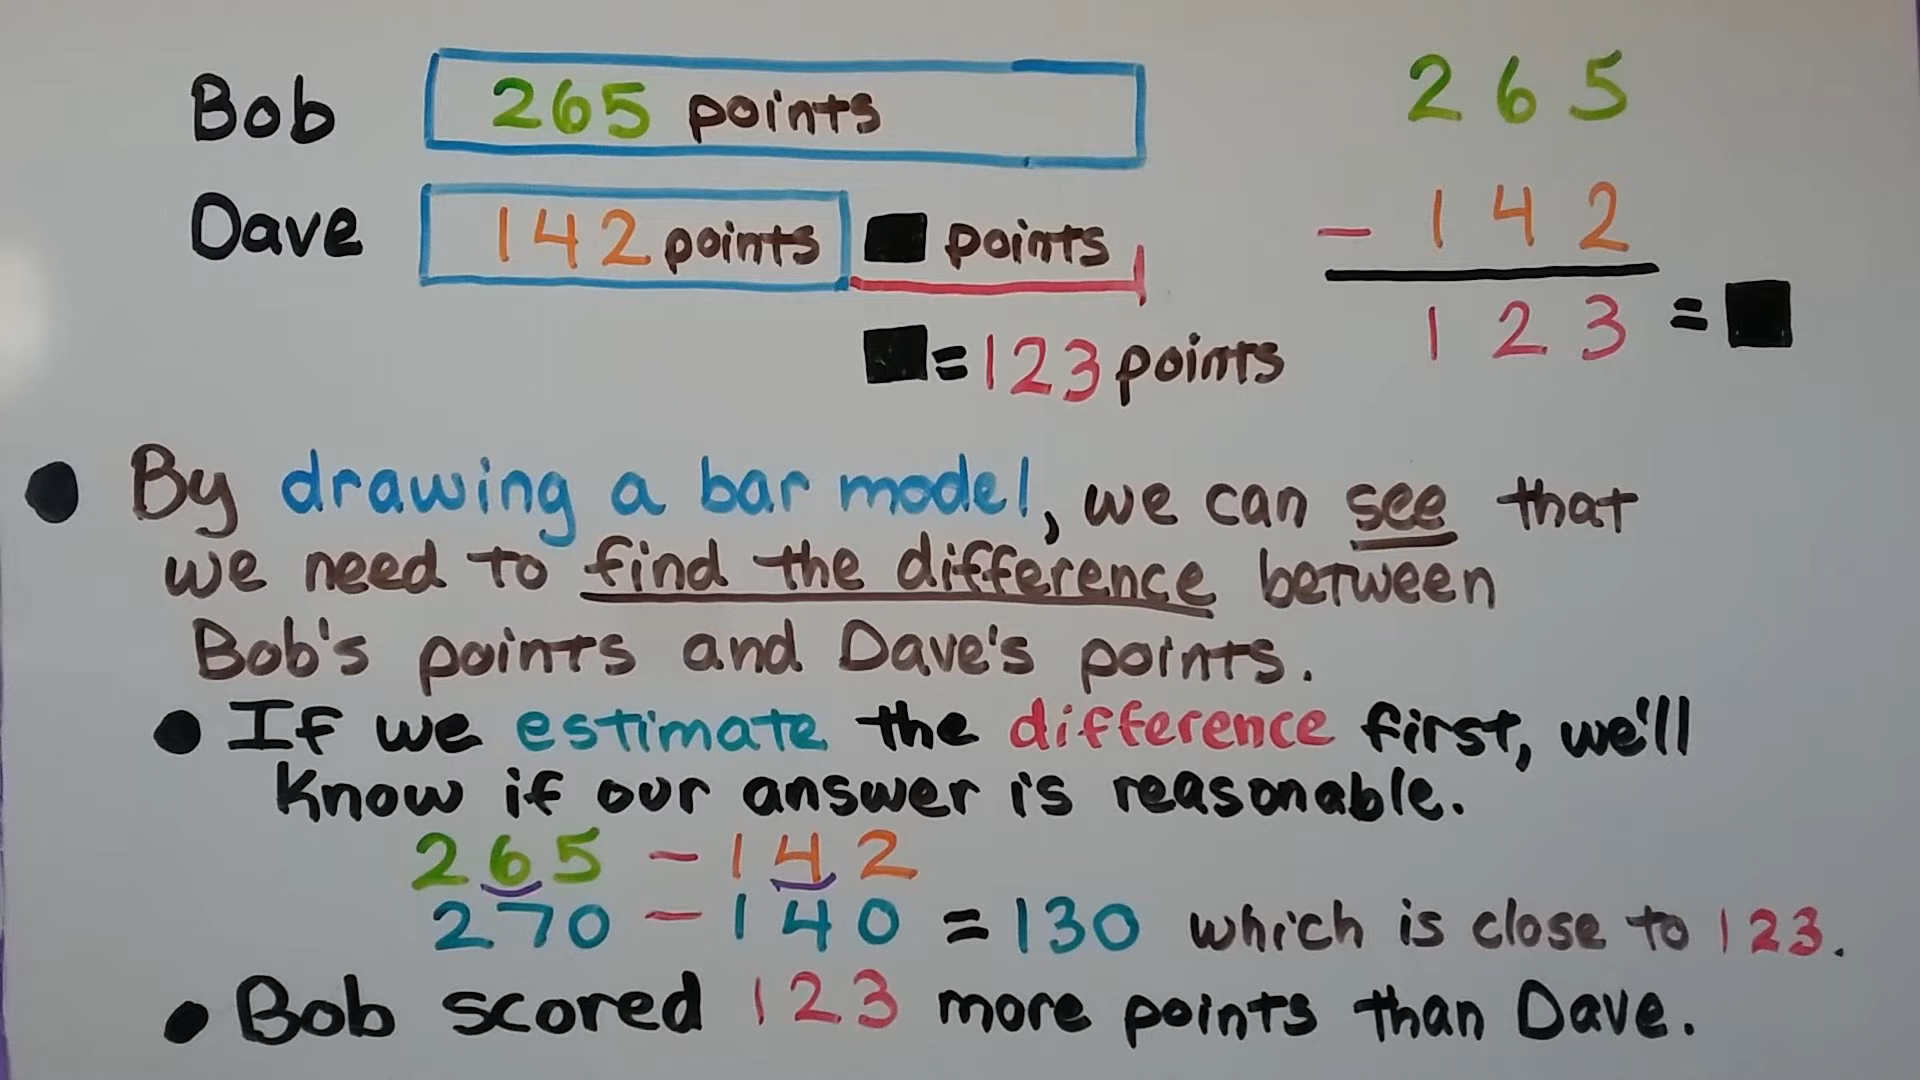 Bob 265 points
Dave 142 points ■ points
■ = 123 points
265
- 142
123 = ■
● By drawing a bar model, we can see that
we need to find the difference between
Bob's points and Dave's points.
● If we estimate the difference first, we'll
know if our answer is reasonable.
265 - 142
270 - 140 = 130 which is close to 123.
● Bob scored 123 more points than Dave.